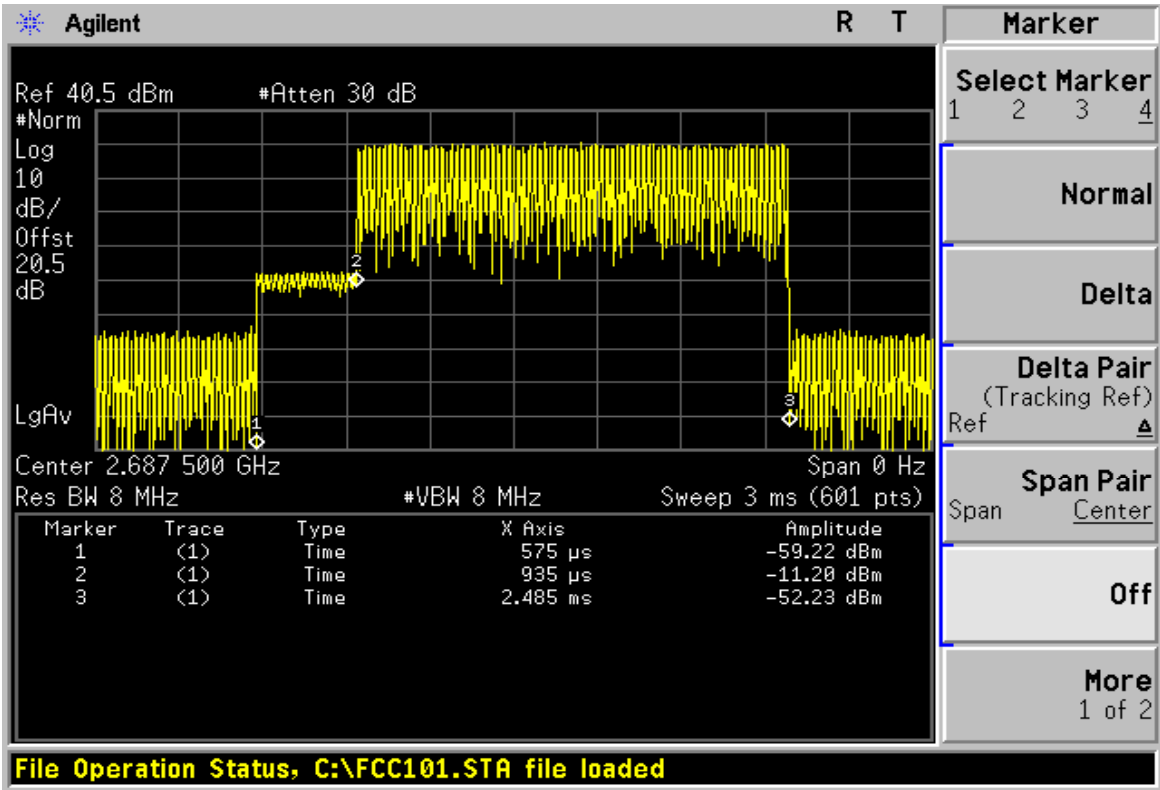 Agilent R T
Ref 40.5 dBm #Atten 30 dB
#Norm
Log
10
dB/
Offst
20.5
dB
LgAv
1
2
3
Center 2.687 500 GHz Span 0 Hz
Res BW 8 MHz #VBW 8 MHz Sweep 3 ms (601 pts)
Marker Trace Type X Axis Amplitude
1 (1) Time 575 µs -59.22 dBm
2 (1) Time 935 µs -11.20 dBm
3 (1) Time 2.485 ms -52.23 dBm
File Operation Status, C:\FCC101.STA file loaded
Marker
Select Marker
1 2 3 4
Normal
Delta
Delta Pair
(Tracking Ref)
Ref Δ
Span Pair
Span Center
Off
More
1 of 2